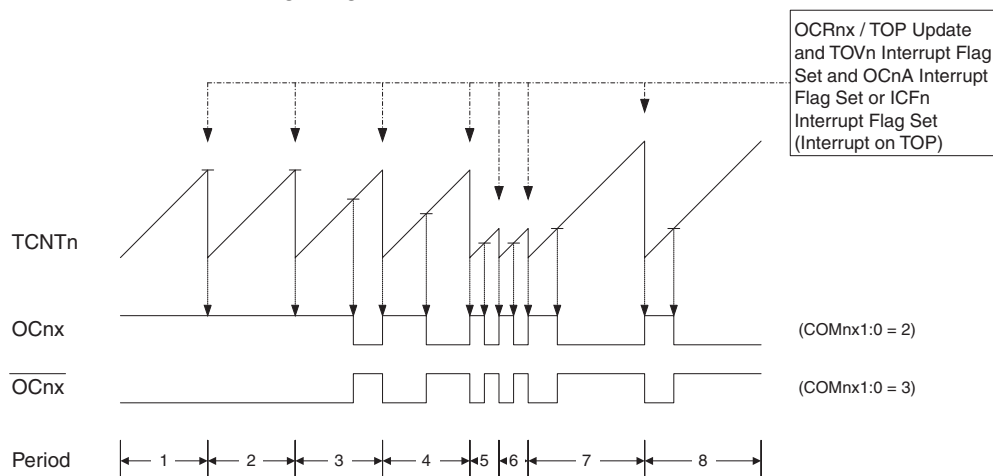 OCRnx / TOP Update
and TOVn Interrupt Flag
Set and OCnA Interrupt
Flag Set or ICFn
Interrupt Flag Set
(Interrupt on TOP)
TCNTn
OCnx (COMnx1:0 = 2)
OCnx (COMnx1:0 = 3)
Period 1 2 3 4 5 6 7 8